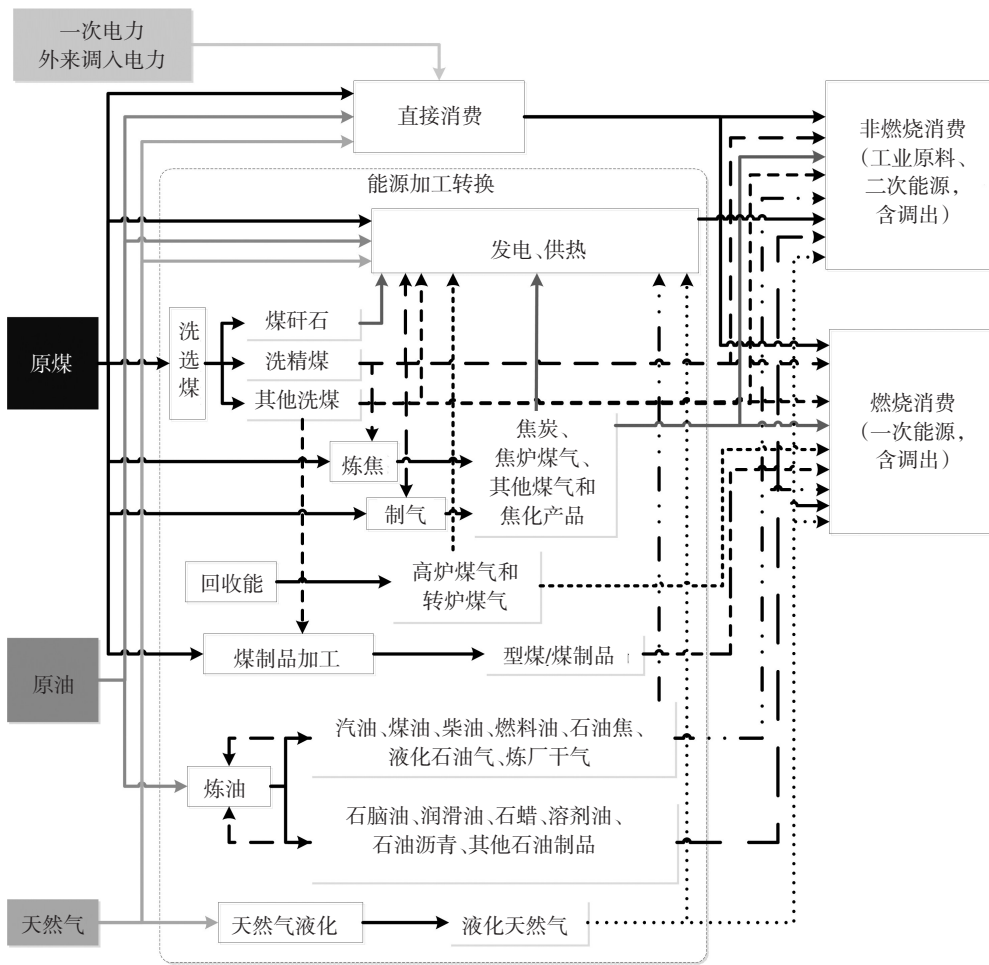 一次电力
外来调入电力
直接消费
非燃烧消费
（工业原料、
二次能源，
含调出）
能源加工转换
发电、供热
原煤
洗
选
煤
煤矸石
洗精煤
其他洗煤
燃烧消费
（一次能源，
含调出）
炼焦
制气
焦炭、
焦炉煤气、
其他煤气和
焦化产品
回收能
高炉煤气和
转炉煤气
煤制品加工
型煤/煤制品
原油
汽油、煤油、柴油、燃料油、石油焦、
液化石油气、炼厂干气
炼油
石脑油、润滑油、石蜡、溶剂油、
石油沥青、其他石油制品
天然气
天然气液化
液化天然气